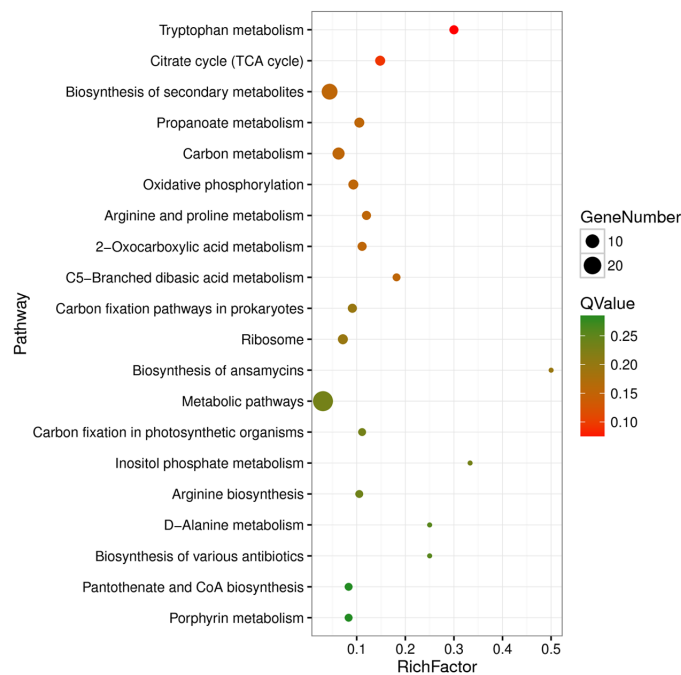 Pathway
Tryptophan metabolism
Citrate cycle (TCA cycle)
Biosynthesis of secondary metabolites
Propanoate metabolism
Carbon metabolism
Oxidative phosphorylation
Arginine and proline metabolism
2−Oxocarboxylic acid metabolism
C5−Branched dibasic acid metabolism
Carbon fixation pathways in prokaryotes
Ribosome
Biosynthesis of ansamycins
Metabolic pathways
Carbon fixation in photosynthetic organisms
Inositol phosphate metabolism
Arginine biosynthesis
D−Alanine metabolism
Biosynthesis of various antibiotics
Pantothenate and CoA biosynthesis
Porphyrin metabolism
0.1 0.2 0.3 0.4 0.5
RichFactor
GeneNumber
10
20
QValue
0.25
0.20
0.15
0.10